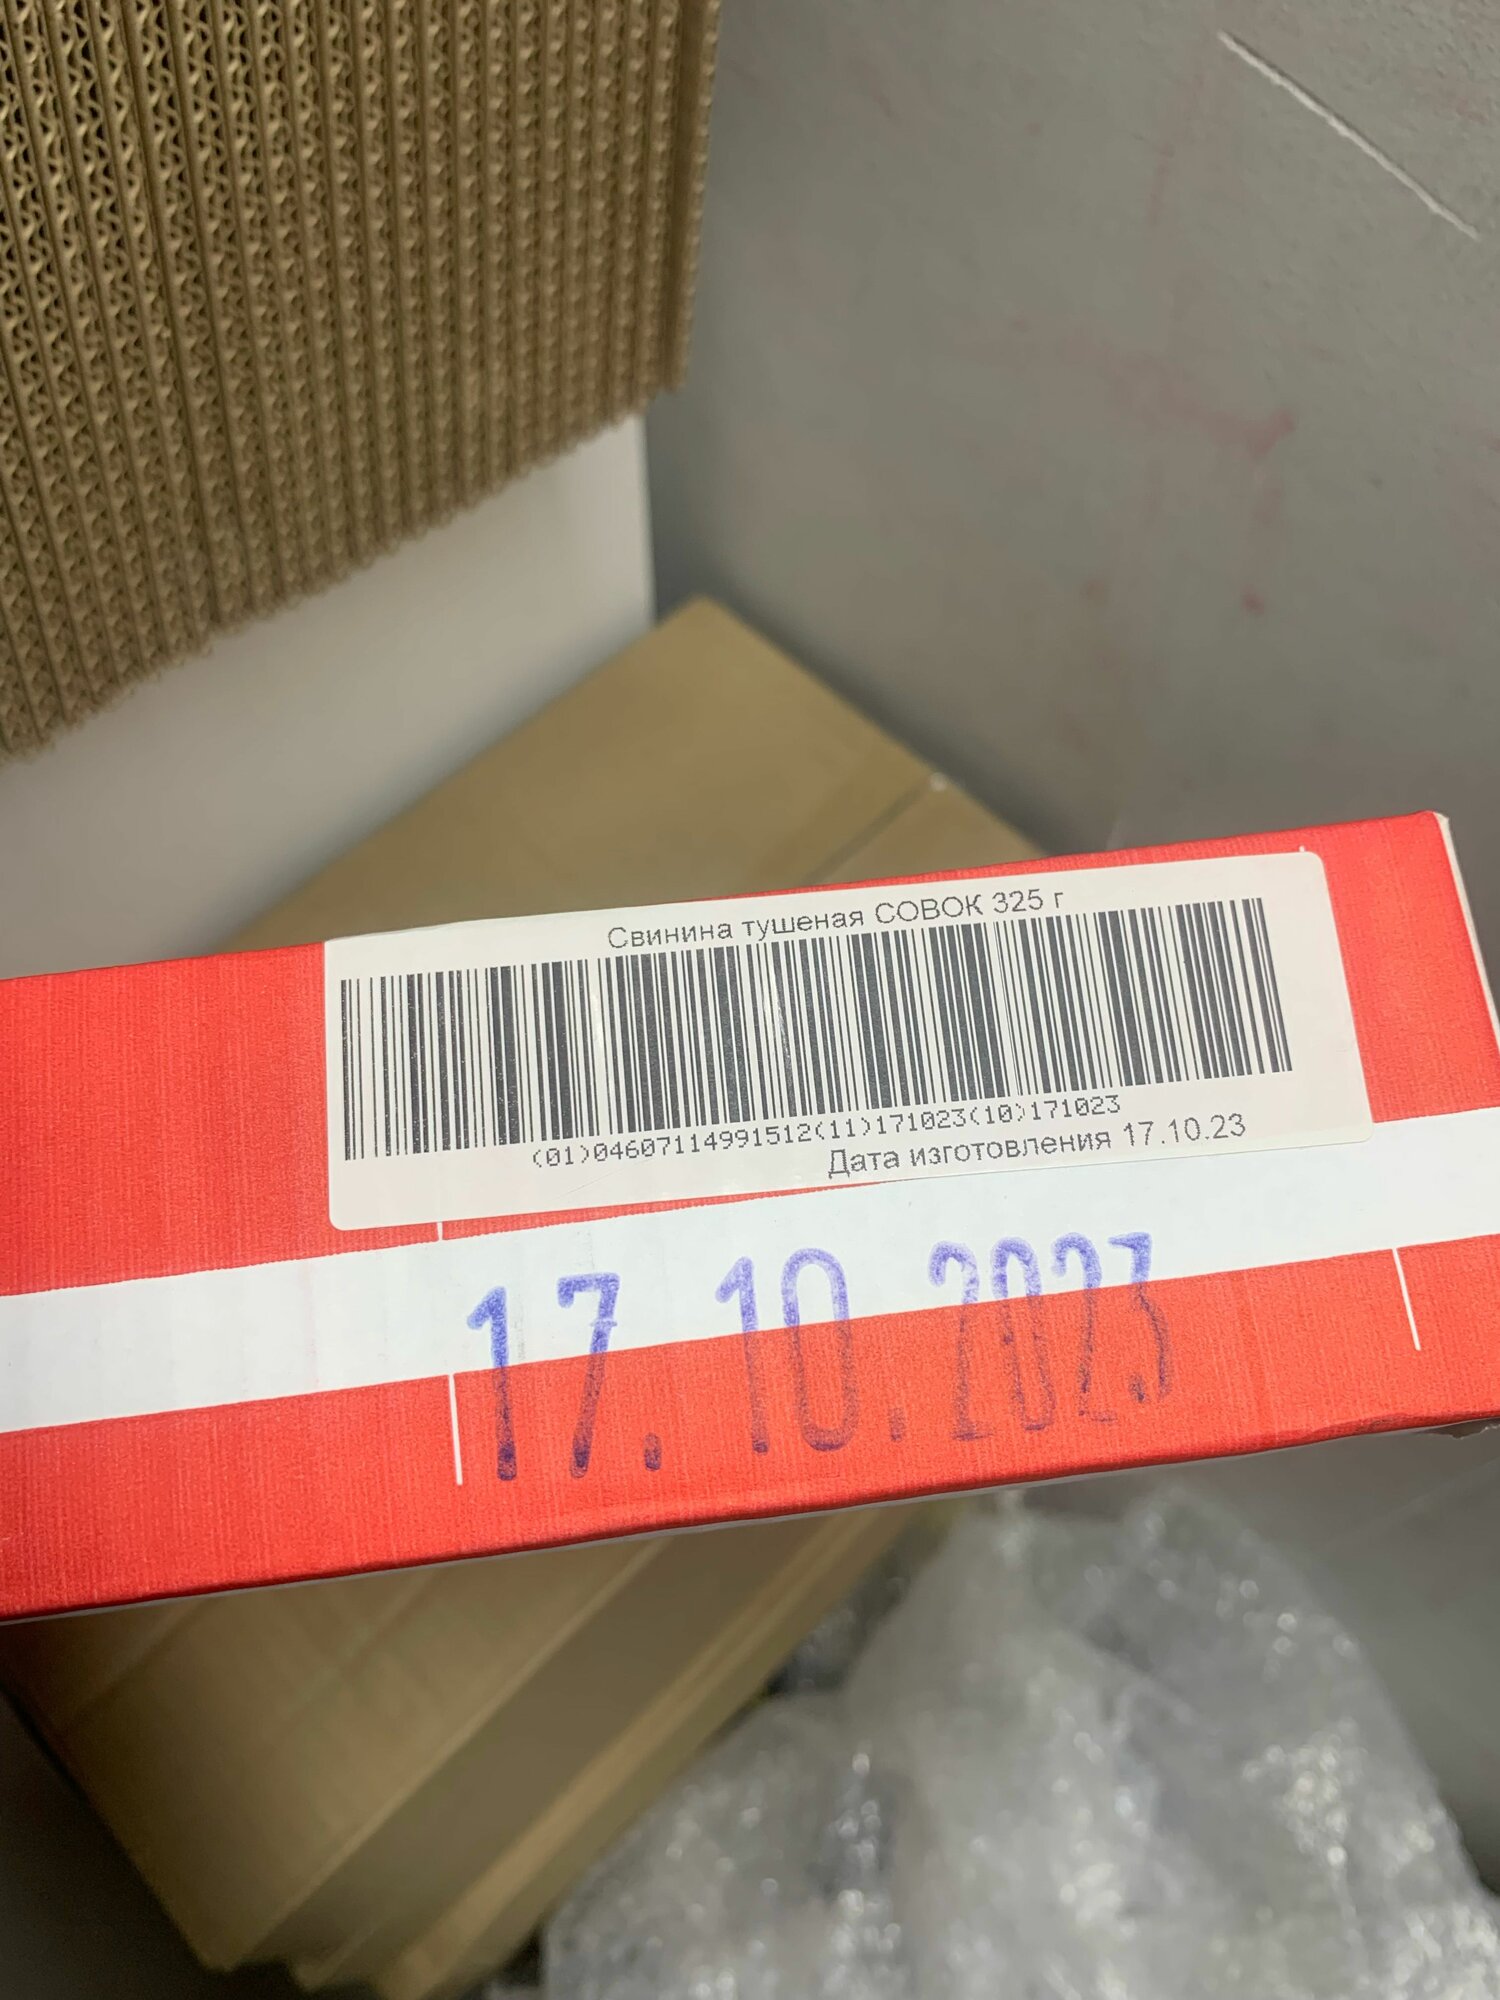 Свинина тушеная СОВОК 325 г
(01)04607114991512(11)171023(10)171023
Дата изготовления 17.10.23
17.10.2023